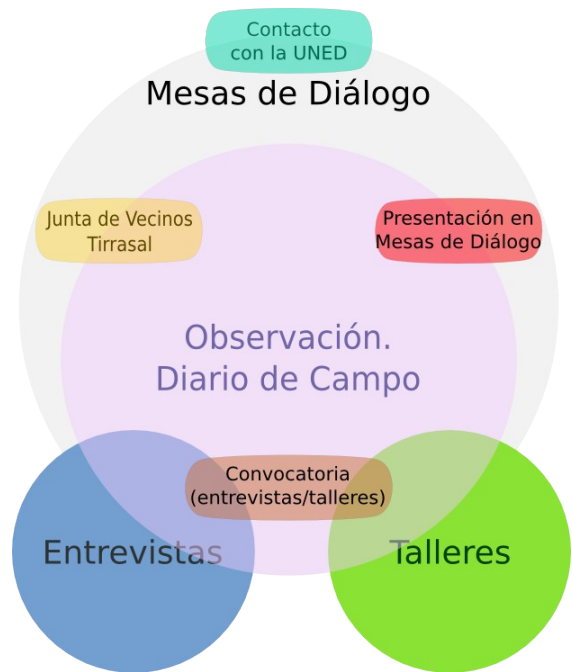 Contacto
con la UNED
Mesas de Diálogo
Junta de Vecinos
Tirrasal
Presentación en
Mesas de Diálogo
Observación.
Diario de Campo
Convocatoria
(entrevistas/talleres)
Entrevistas
Talleres